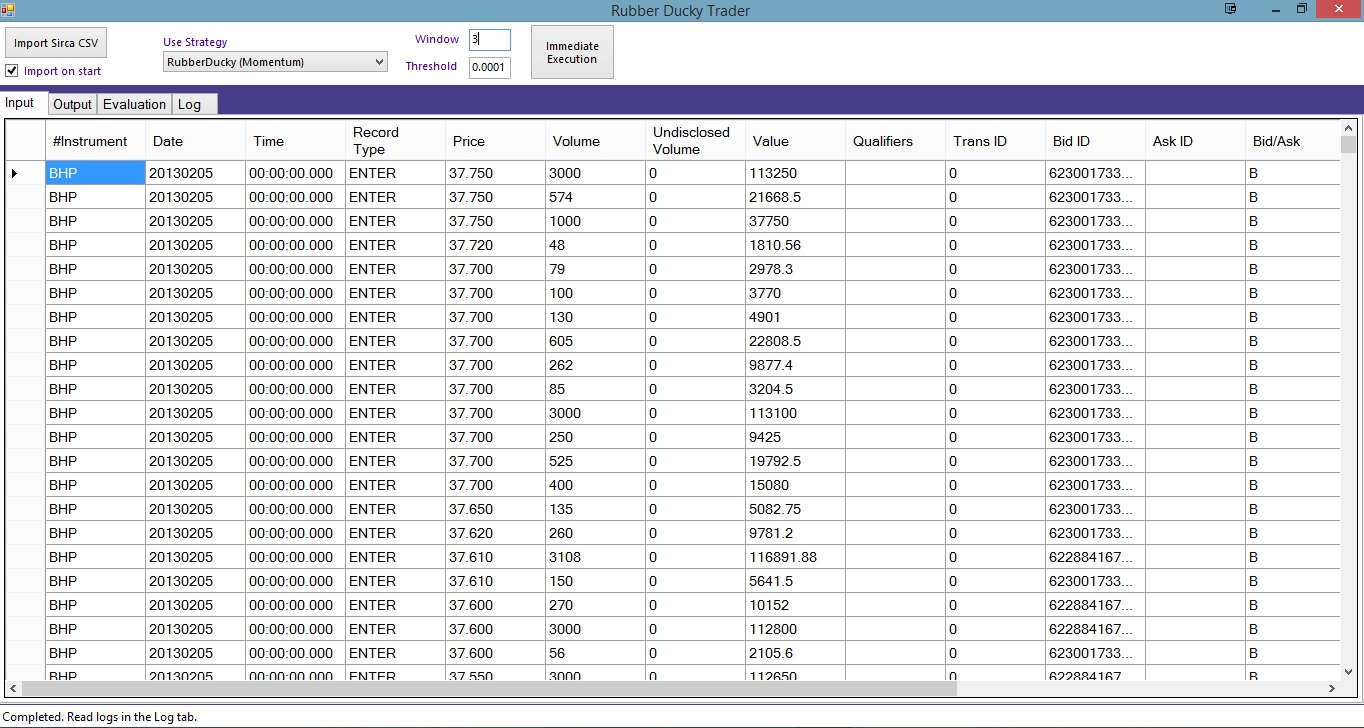 Rubber Ducky Trader
Import Sirca CSV
Import on start
Use Strategy
RubberDucky (Momentum)
Window 3
Threshold 0.0001
Immediate
Execution
Input Output Evaluation Log
#Instrument Date Time Record Type Price Volume Undisclosed Volume Value Qualifiers Trans ID Bid ID Ask ID Bid/Ask
BHP 20130205 00:00:00.000 ENTER 37.750 3000 0 113250 0 623001733... B
BHP 20130205 00:00:00.000 ENTER 37.750 574 0 21668.5 0 623001733... B
BHP 20130205 00:00:00.000 ENTER 37.750 1000 0 37750 0 623001733... B
BHP 20130205 00:00:00.000 ENTER 37.720 48 0 1810.56 0 623001733... B
BHP 20130205 00:00:00.000 ENTER 37.700 79 0 2978.3 0 623001733... B
BHP 20130205 00:00:00.000 ENTER 37.700 100 0 3770 0 623001733... B
BHP 20130205 00:00:00.000 ENTER 37.700 130 0 4901 0 623001733... B
BHP 20130205 00:00:00.000 ENTER 37.700 605 0 22808.5 0 623001733... B
BHP 20130205 00:00:00.000 ENTER 37.700 262 0 9877.4 0 623001733... B
BHP 20130205 00:00:00.000 ENTER 37.700 85 0 3204.5 0 623001733... B
BHP 20130205 00:00:00.000 ENTER 37.700 3000 0 113100 0 623001733... B
BHP 20130205 00:00:00.000 ENTER 37.700 250 0 9425 0 623001733... B
BHP 20130205 00:00:00.000 ENTER 37.700 525 0 19792.5 0 623001733... B
BHP 20130205 00:00:00.000 ENTER 37.700 400 0 15080 0 623001733... B
BHP 20130205 00:00:00.000 ENTER 37.650 135 0 5082.75 0 623001733... B
BHP 20130205 00:00:00.000 ENTER 37.620 260 0 9781.2 0 623001733... B
BHP 20130205 00:00:00.000 ENTER 37.610 3108 0 116891.88 0 622884167... B
BHP 20130205 00:00:00.000 ENTER 37.610 150 0 5641.5 0 623001733... B
BHP 20130205 00:00:00.000 ENTER 37.600 270 0 10152 0 622884167... B
BHP 20130205 00:00:00.000 ENTER 37.600 3000 0 112800 0 622884167... B
BHP 20130205 00:00:00.000 ENTER 37.600 56 0 2105.6 0 623001733... B
BHP 20130205 00:00:00.000 ENTER 37.550 3000 0 112650 0 622884167... B
Completed. Read logs in the Log tab.